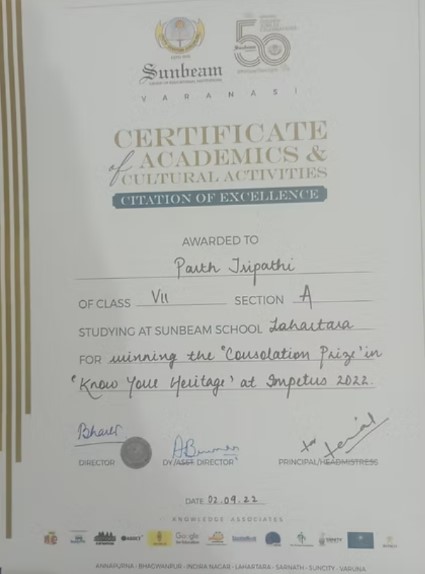 50
Sunbeam
VARANASI
CERTIFICATE
of ACADEMICS &
CULTURAL ACTIVITIES
CITATION OF EXCELLENCE
AWARDED TO
Parth Tripathi
OF CLASS VII SECTION A
STUDYING AT SUNBEAM SCHOOL Lahartara
FOR winning the 'Consolation Prize' in
'Know Your Heritage' at Impetus 2022.
DIRECTOR DY/ASST DIRECTOR PRINCIPAL/HEADMISTRESS
DATE 02.09.22
KNOWLEDGE ASSOCIATES
ANNAPURNA - BHAGWANPUR - INDIRA NAGAR - LAHARTARA - SARNATH - SUNCITY - VARUNA